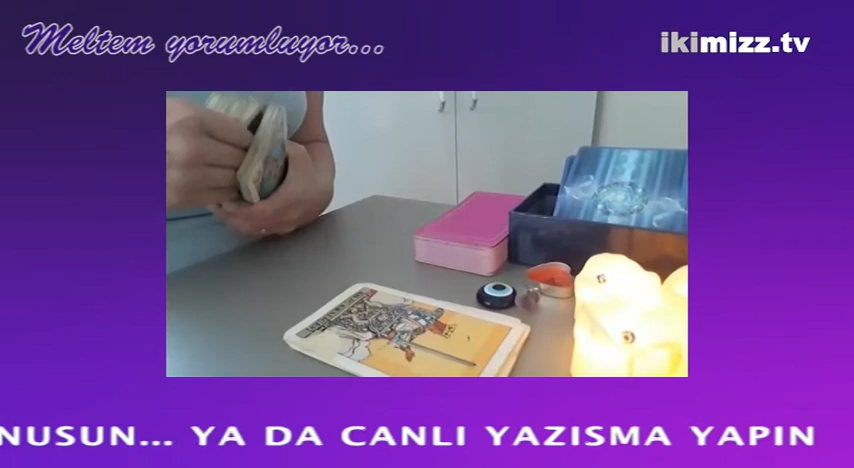 Meltem yorumluyor...
ikimizz.tv
NUSUN... YA DA CANLI YAZISMA YAPIN